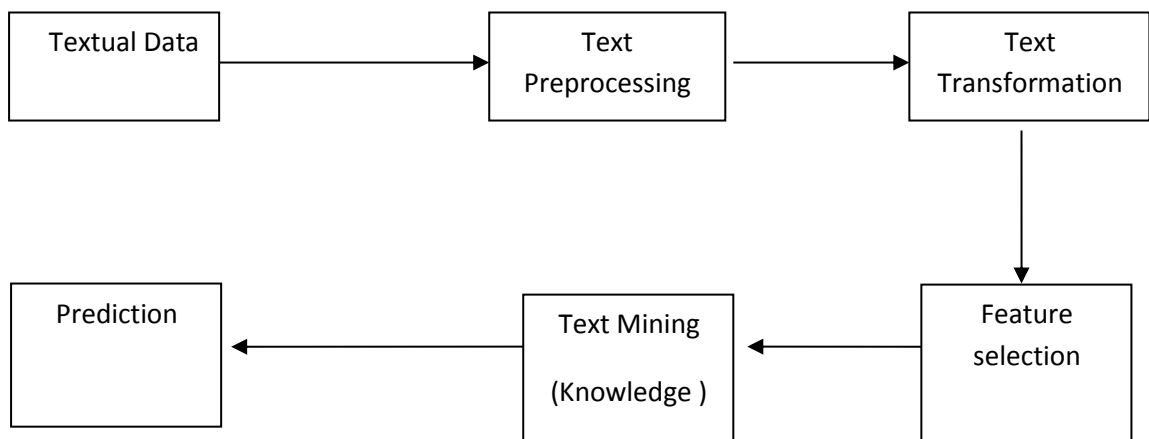 Textual Data
Text
Preprocessing
Text
Transformation
Feature
selection
Text Mining
(Knowledge )
Prediction